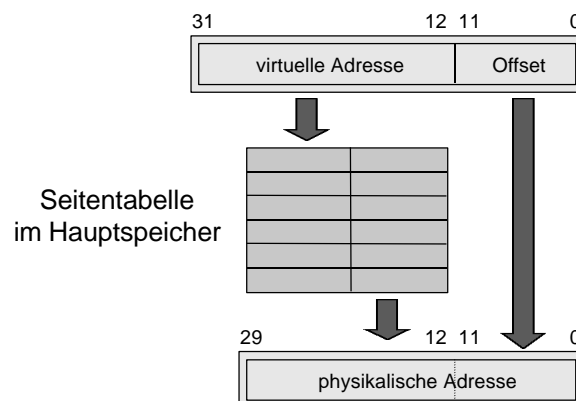 31 12 11 0
virtuelle Adresse Offset
Seitentabelle
im Hauptspeicher
29 12 11 0
physikalische Adresse